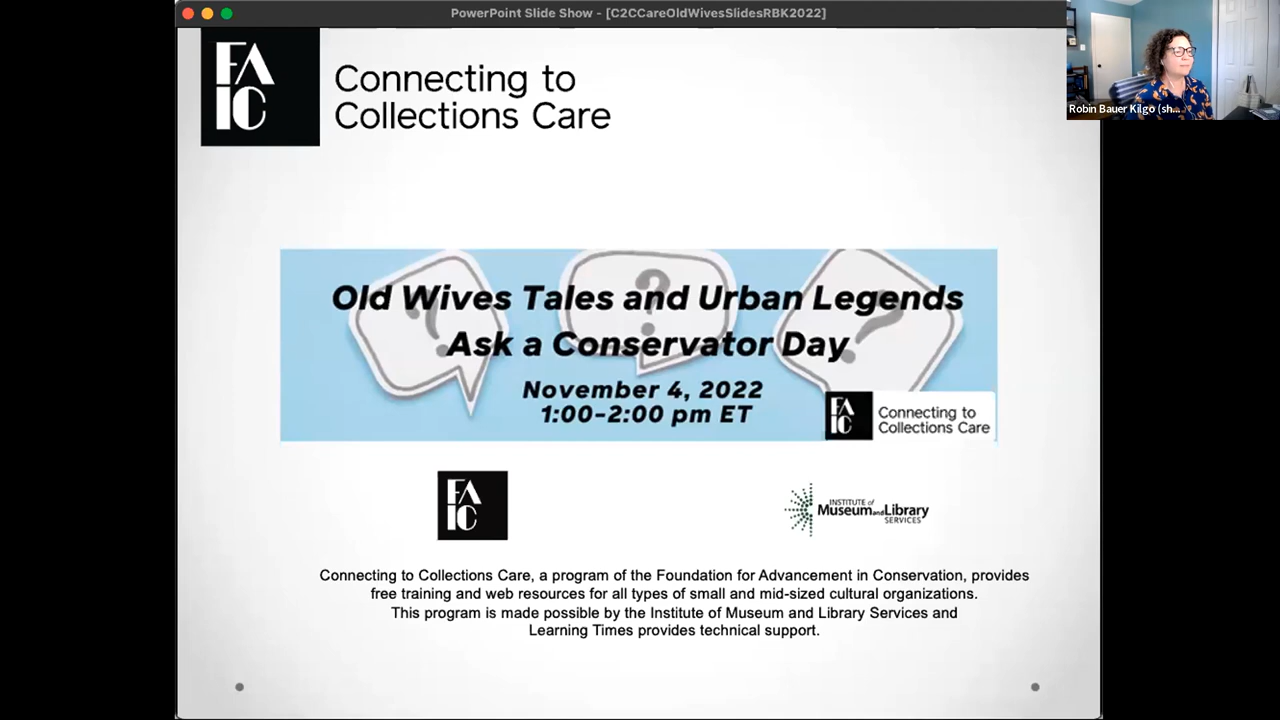 PowerPoint Slide Show - [C2CCareOldWivesSlidesRBK2022]
FA
IC
Connecting to
Collections Care
Robin Bauer Kilgo (sh...
Old Wives Tales and Urban Legends
Ask a Conservator Day
November 4, 2022
1:00-2:00 pm ET
FA
IC
Connecting to
Collections Care
FA
IC
INSTITUTE of
Museum and Library
SERVICES
Connecting to Collections Care, a program of the Foundation for Advancement in Conservation, provides
free training and web resources for all types of small and mid-sized cultural organizations.
This program is made possible by the Institute of Museum and Library Services and
Learning Times provides technical support.